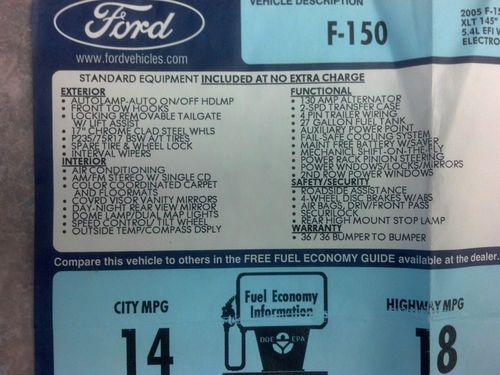 Ford
www.fordvehicles.com
VEHICLE DESCRIPTION
F-150
2005 F-15
XLT 145"
5.4L EFI V
ELECTRO
STANDARD EQUIPMENT INCLUDED AT NO EXTRA CHARGE
EXTERIOR
• AUTOLAMP-AUTO ON/OFF HDLMP
• FRONT TOW HOOKS
• LOCKING REMOVABLE TAILGATE
W/ LIFT ASSIST
• 17" CHROME CLAD STEEL WHLS
• P235/75R17 BSW A/T TIRES
• SPARE TIRE & WHEEL LOCK
• INTERVAL WIPERS
INTERIOR
• AIR CONDITIONING
• AM/FM STEREO W/ SINGLE CD
• COLOR COORDINATED CARPET
AND FLOORMATS
• COVRD VISOR VANITY MIRRORS
• DAY-NIGHT REAR VIEW MIRROR
• DOME LAMP/DUAL MAP LIGHTS
• SPEED CONTROL/ TILT WHEEL
• OUTSIDE TEMP/COMPASS DSPLY
FUNCTIONAL
• 130 AMP ALTERNATOR
• 2-SPD TRANSFER CASE
• 4 PIN TRAILER WIRING
• 27 GALLON FUEL TANK
• AUXILIARY POWER POINT
• FAIL-SAFE COOLING SYSTEM
• MAINT FREE BATTERY W/SAVER
• MECHANICL SHIFT-ON-THE-FLY
• POWER RACK PINION STEERING
• POWER WINDOWS/LOCKS/MIRRORS
• 2ND ROW POWER WINDOWS
SAFETY/SECURITY
• ROADSIDE ASSISTANCE
• 4-WHEEL DISC BRAKES W/ABS
• AIR BAGS, DRV/FRONT PASS
• SECURILOCK
• REAR HIGH MOUNT STOP LAMP
WARRANTY
• 36 / 36 BUMPER TO BUMPER
Compare this vehicle to others in the FREE FUEL ECONOMY GUIDE available at the dealer.
CITY MPG
14
Fuel Economy
Information
DOE EPA
HIGHWAY MPG
18